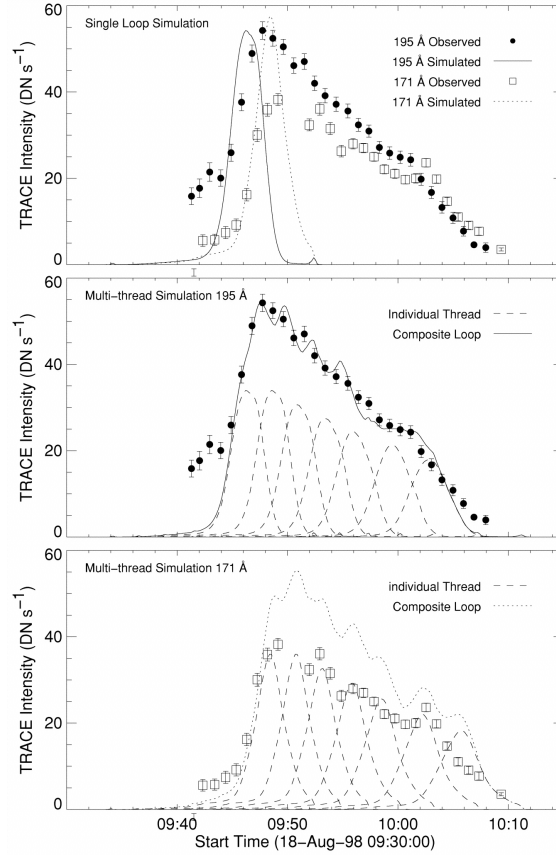 Single Loop Simulation
195 Å Observed
195 Å Simulated
171 Å Observed
171 Å Simulated
TRACE Intensity (DN s⁻¹)
60
40
20
0
Multi−thread Simulation 195 Å
Individual Thread
Composite Loop
TRACE Intensity (DN s⁻¹)
60
40
20
0
Multi−thread Simulation 171 Å
individual Thread
Composite Loop
TRACE Intensity (DN s⁻¹)
60
40
20
0
09:40 09:50 10:00 10:10
Start Time (18−Aug−98 09:30:00)